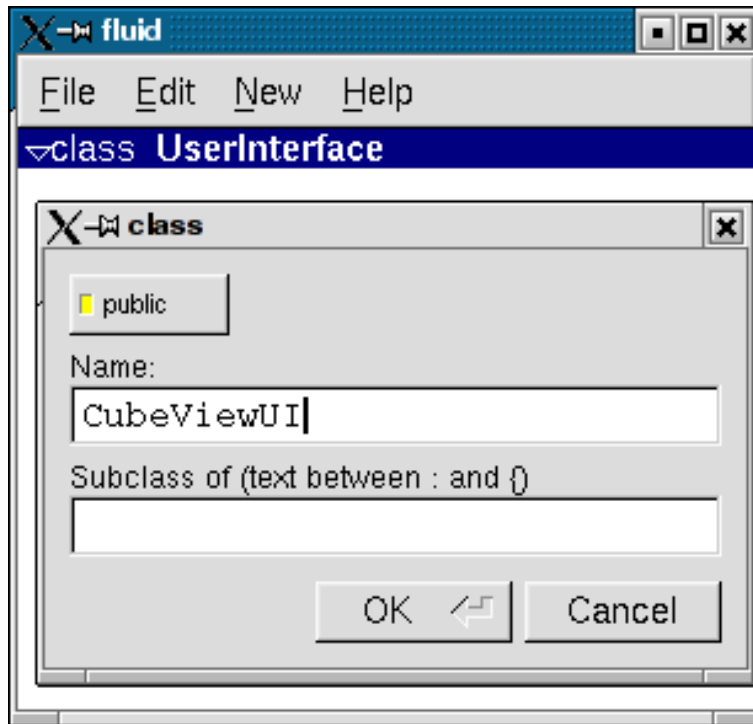 fluid
File Edit New Help
class UserInterface
class
public
Name:
CubeViewUI
Subclass of (text between : and {)
OK Cancel